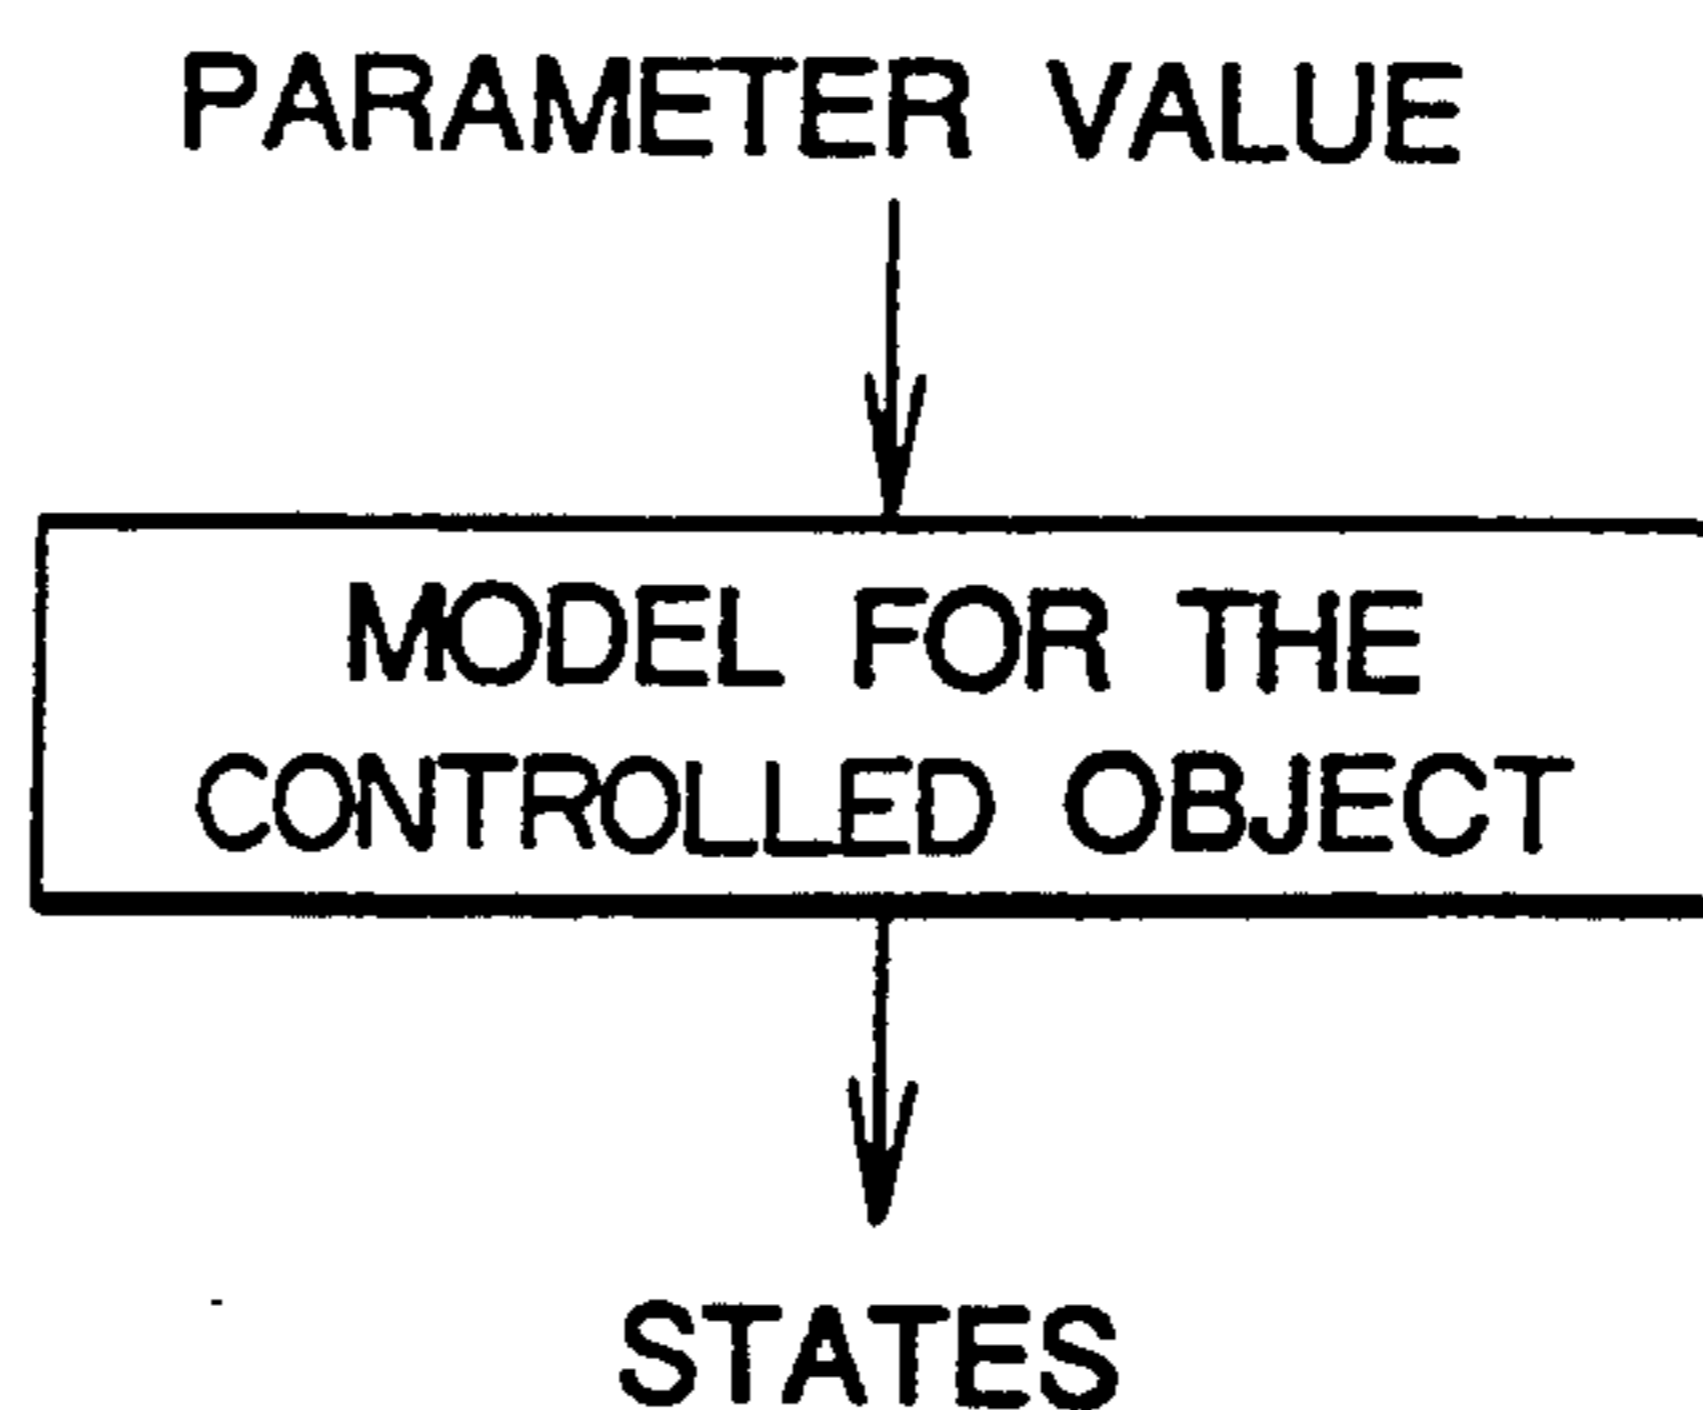 PARAMETER VALUE
MODEL FOR THE
CONTROLLED OBJECT
STATES